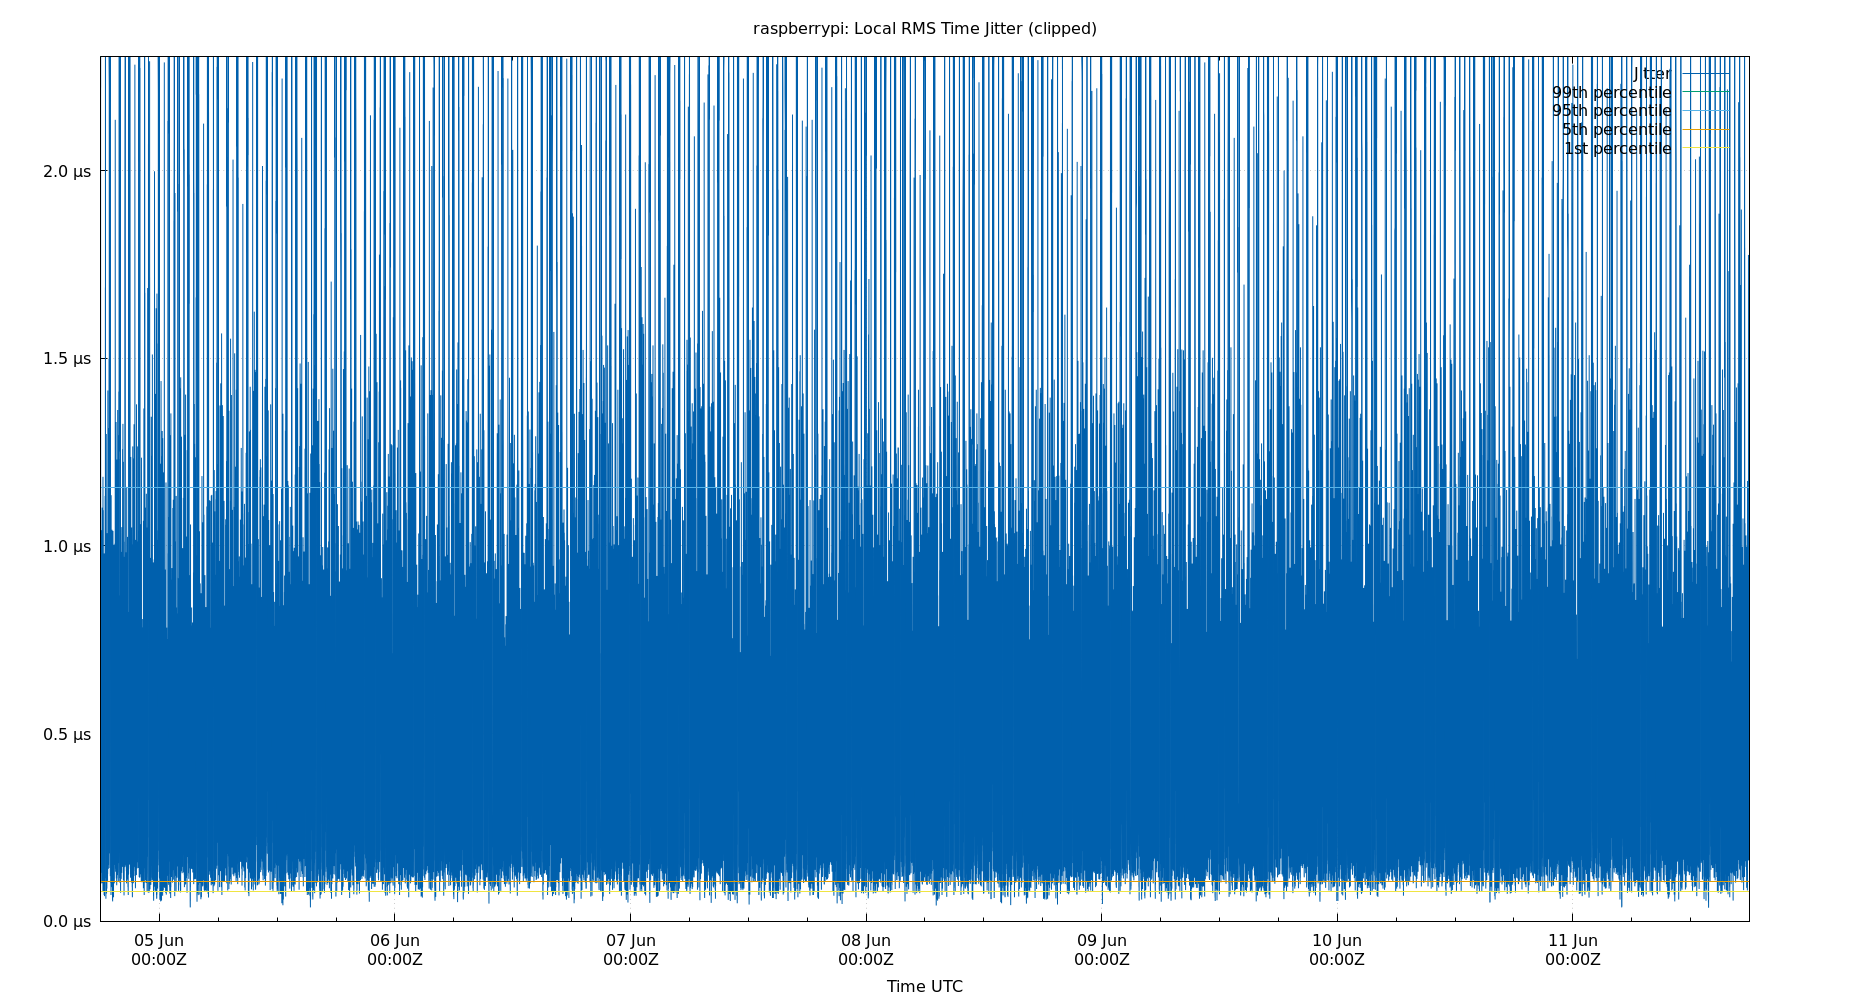 raspberrypi: Local RMS Time Jitter (clipped)
Jitter
99th percentile
95th percentile
5th percentile
1st percentile
2.0 μs
1.5 μs
1.0 μs
0.5 μs
0.0 μs
05 Jun 06 Jun 07 Jun 08 Jun 09 Jun 10 Jun 11 Jun
00:00Z 00:00Z 00:00Z 00:00Z 00:00Z 00:00Z 00:00Z
Time UTC